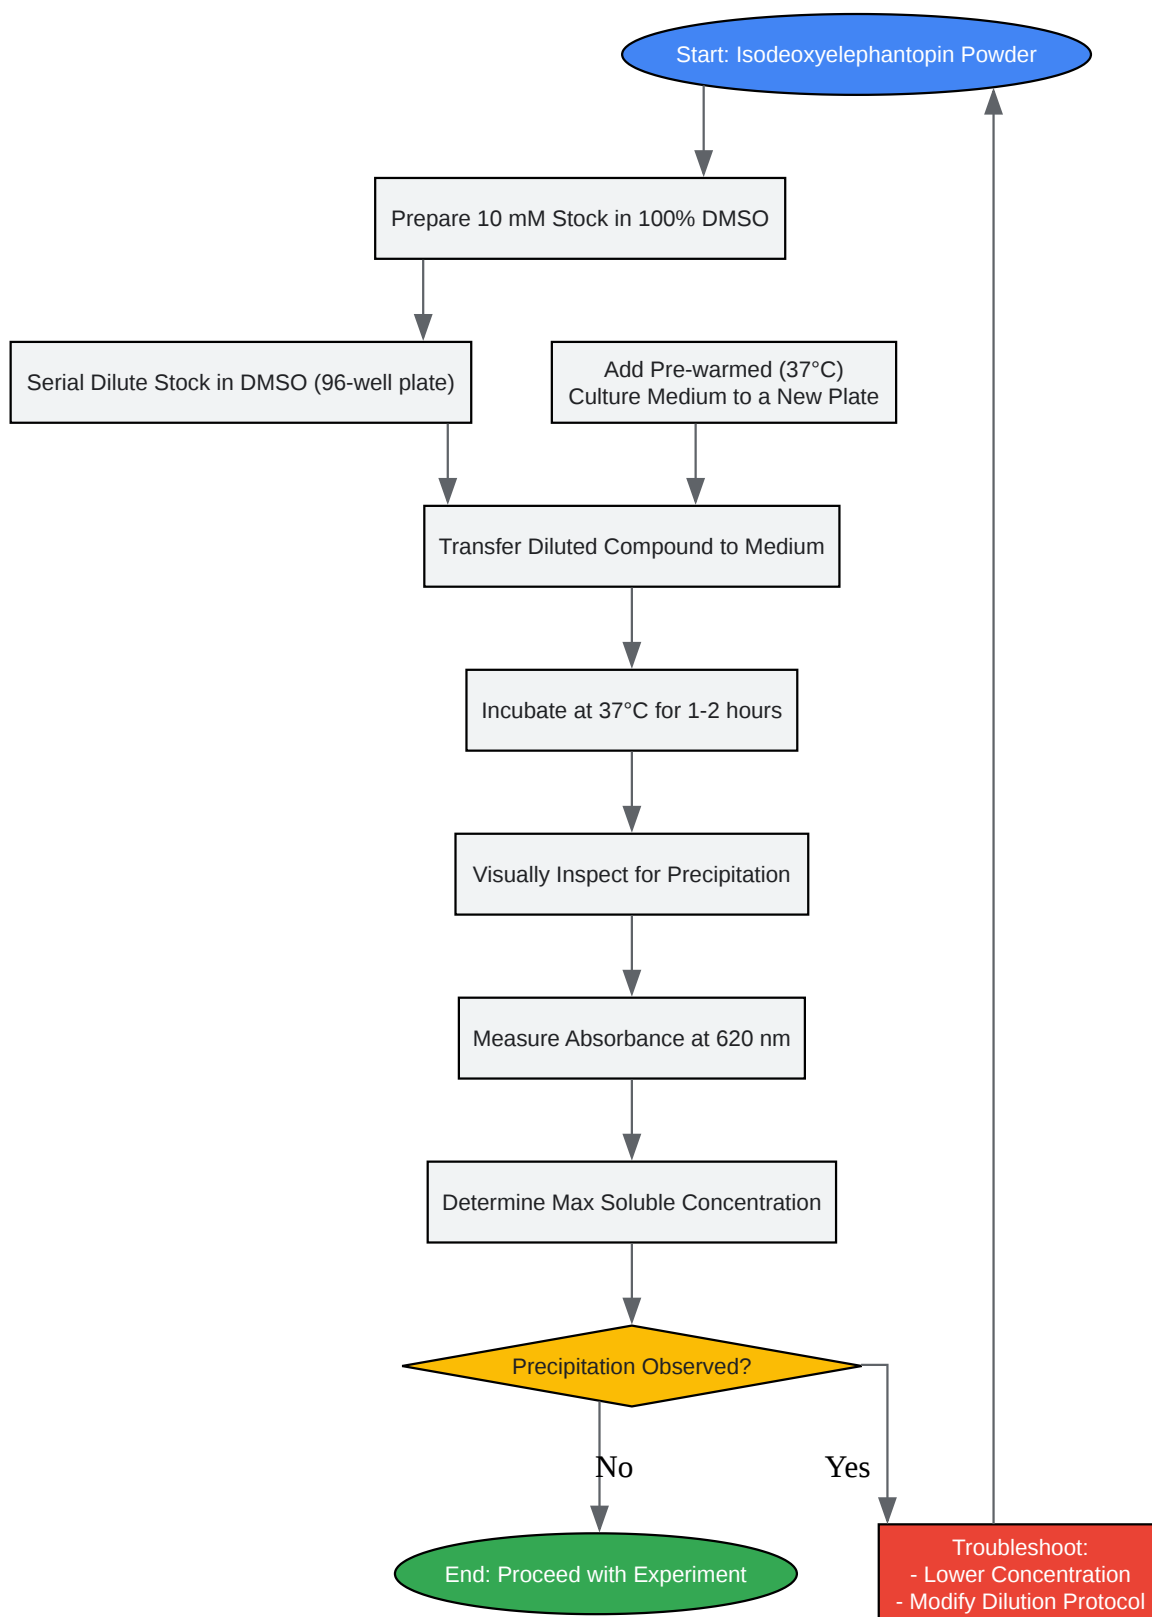 Start: Isodeoxyelephantopin Powder
Prepare 10 mM Stock in 100% DMSO
Serial Dilute Stock in DMSO (96-well plate)
Add Pre-warmed (37°C)
Culture Medium to a New Plate
Transfer Diluted Compound to Medium
Incubate at 37°C for 1-2 hours
Visually Inspect for Precipitation
Measure Absorbance at 620 nm
Determine Max Soluble Concentration
Precipitation Observed?
No
Yes
End: Proceed with Experiment
Troubleshoot:
- Lower Concentration
- Modify Dilution Protocol